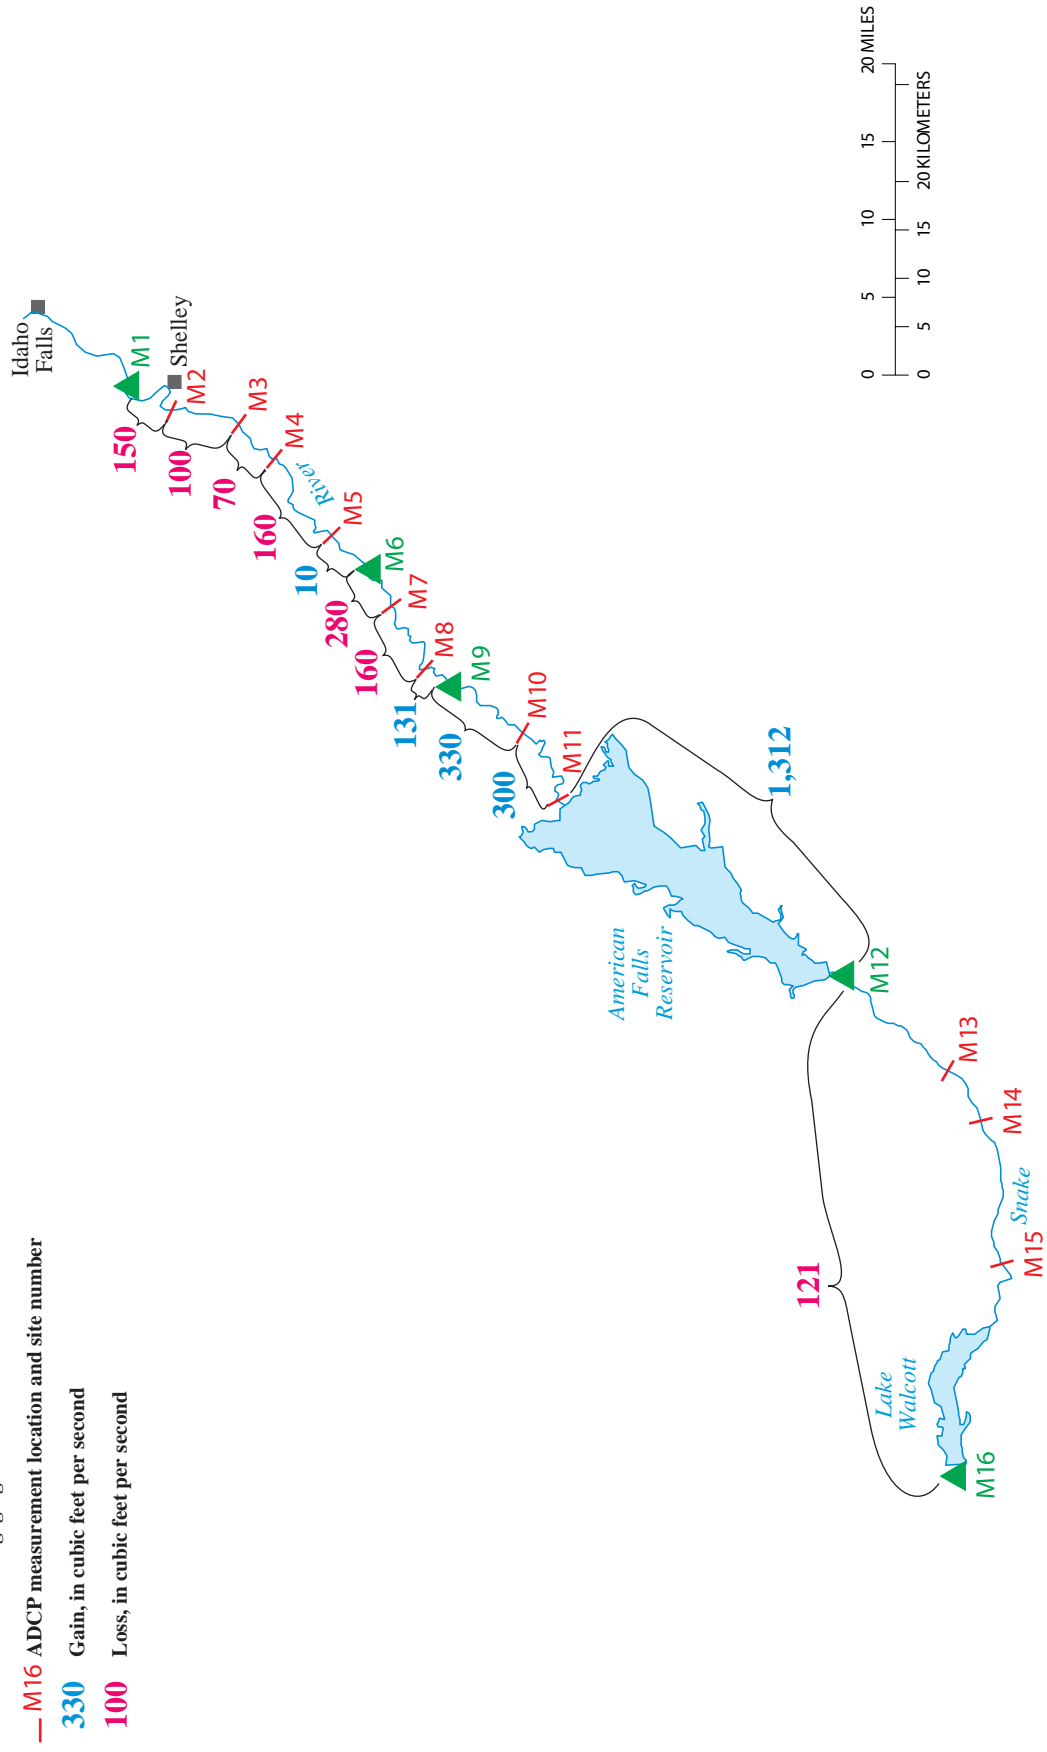 M16 ADCP measurement location and site number
330 Gain, in cubic feet per second
100 Loss, in cubic feet per second
Idaho
Falls
M1
Shelley
M2
150
100
M3
70
M4
River
160
M5
10
M6
280
M7
160
M8
131
M9
330
M10
300
M11
1,312
American
Falls
Reservoir
M12
121
M13
M14
Snake
M15
Lake
Walcott
M16
0 5 10 15 20 MILES
0 5 10 15 20 KILOMETERS